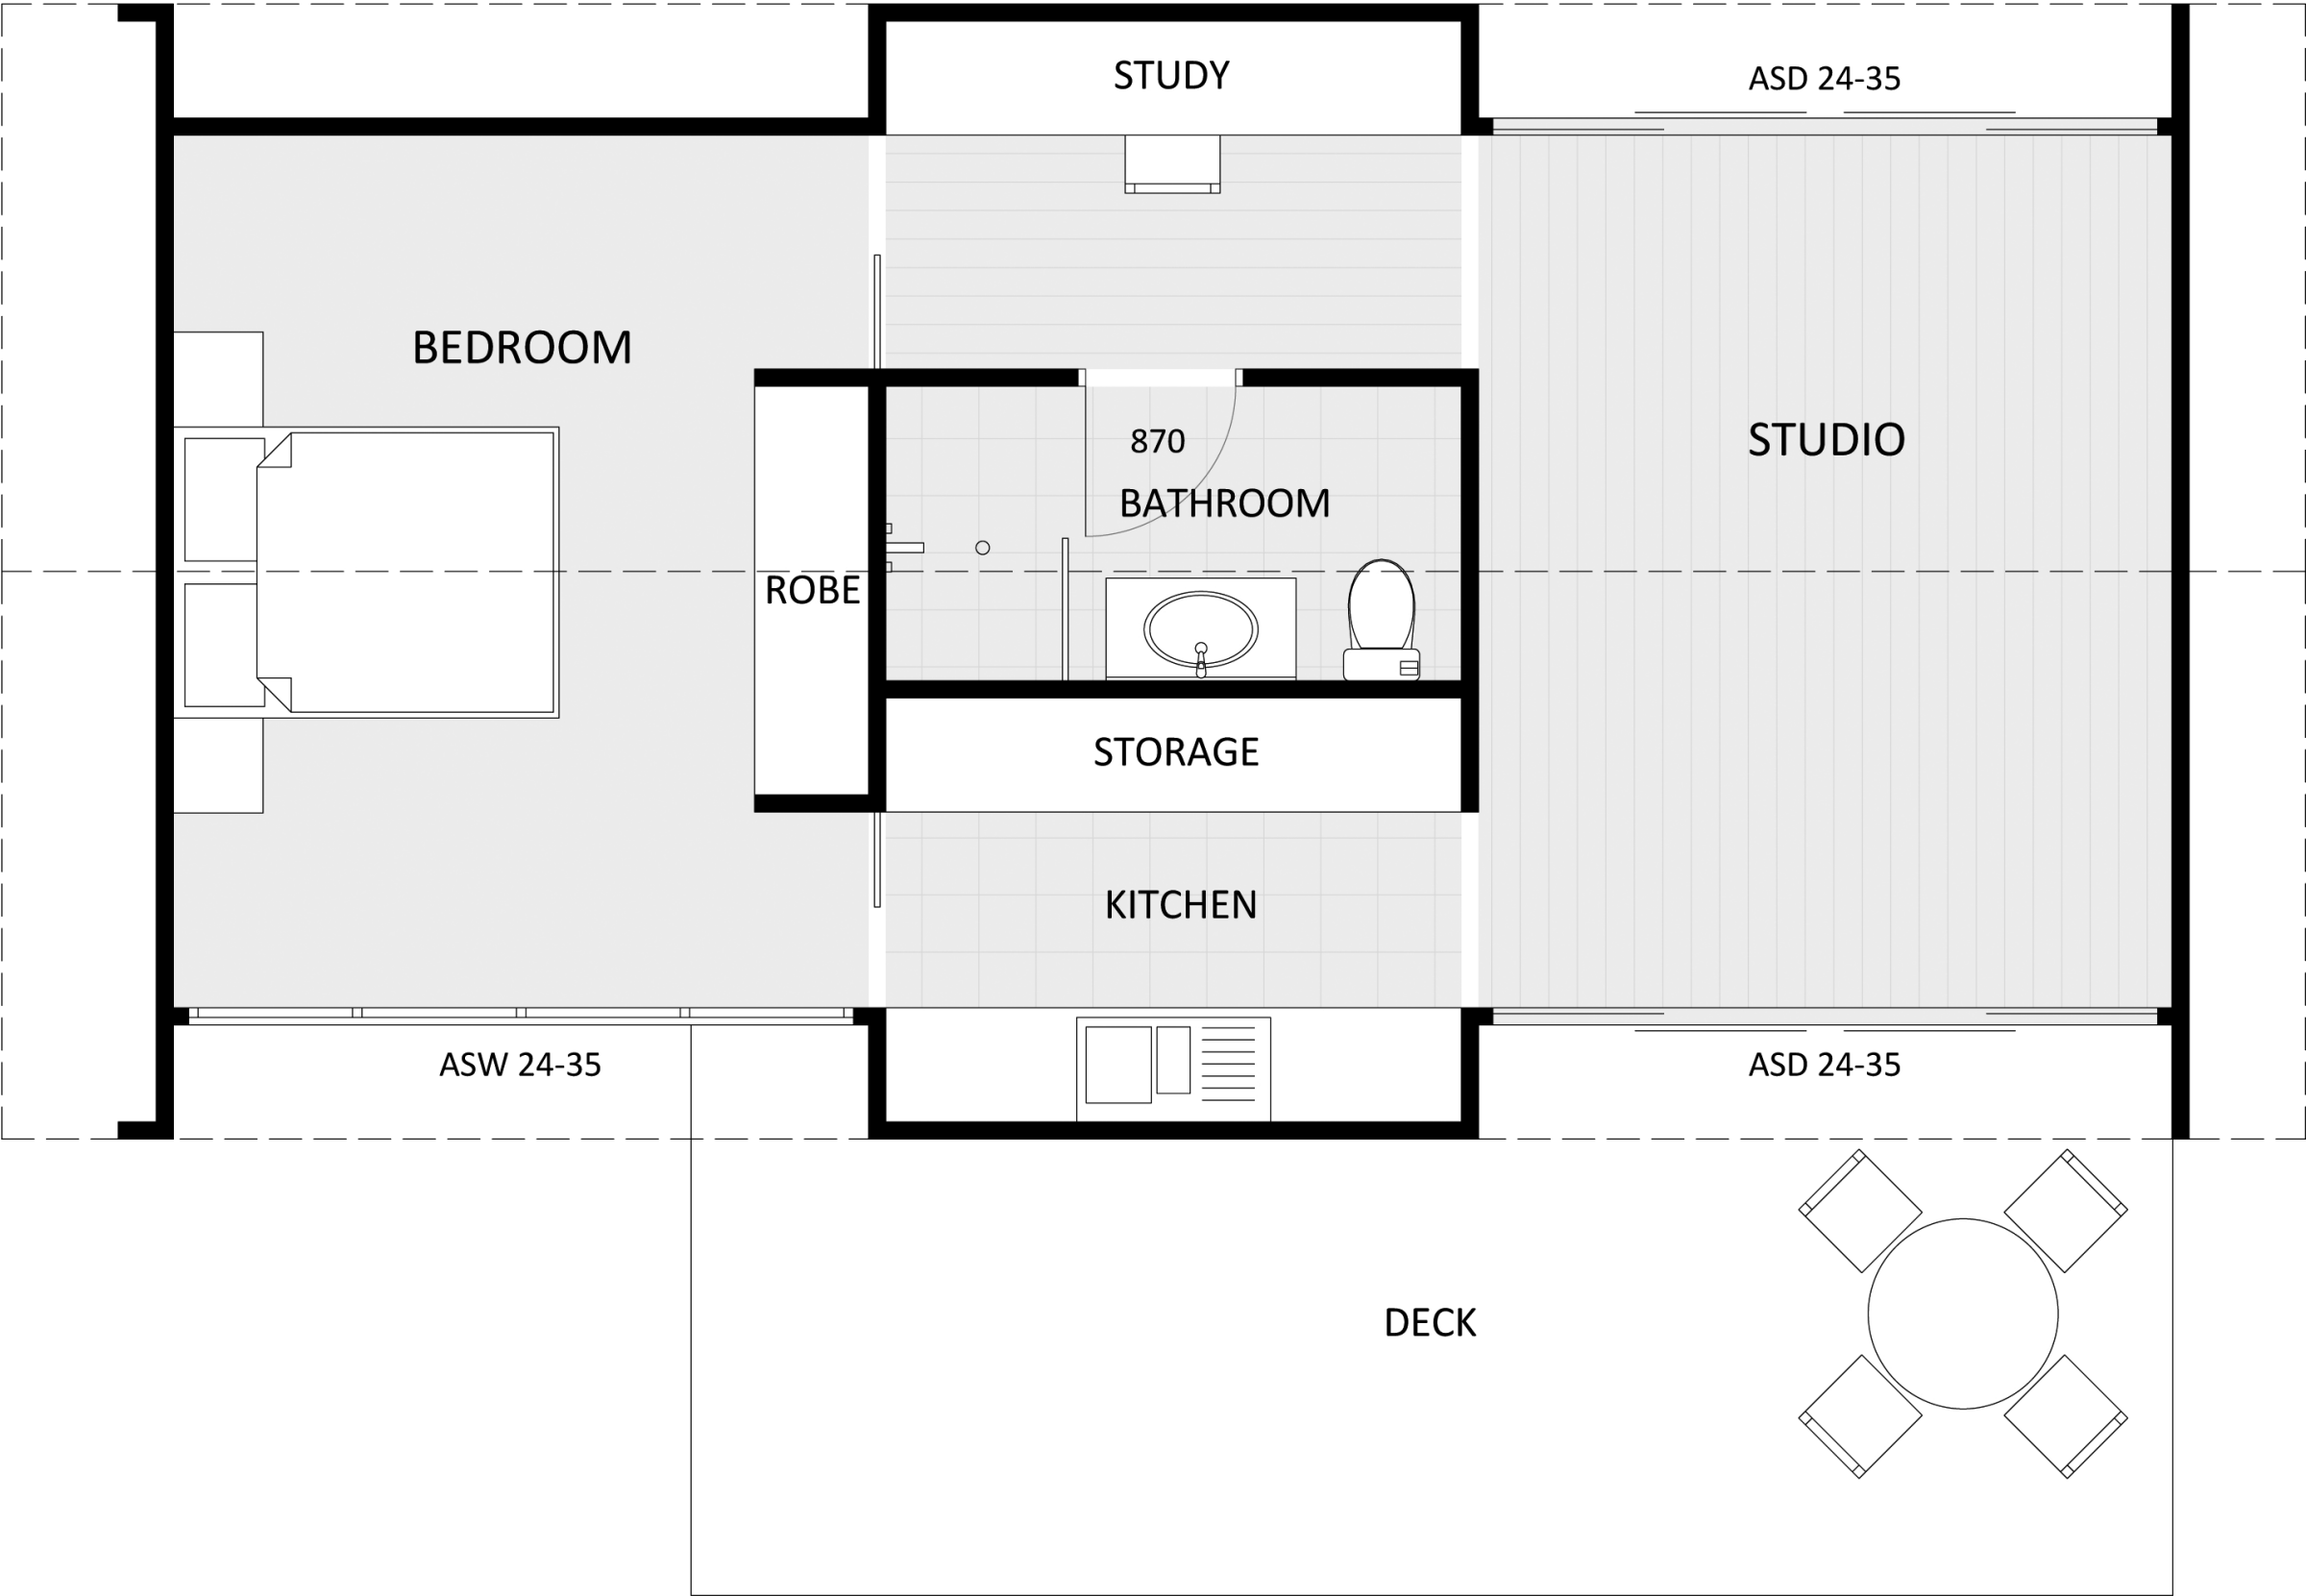 STUDY
ASD 24-35
BEDROOM
STUDIO
870
BATHROOM
ROBE
STORAGE
KITCHEN
ASW 24-35
ASD 24-35
DECK